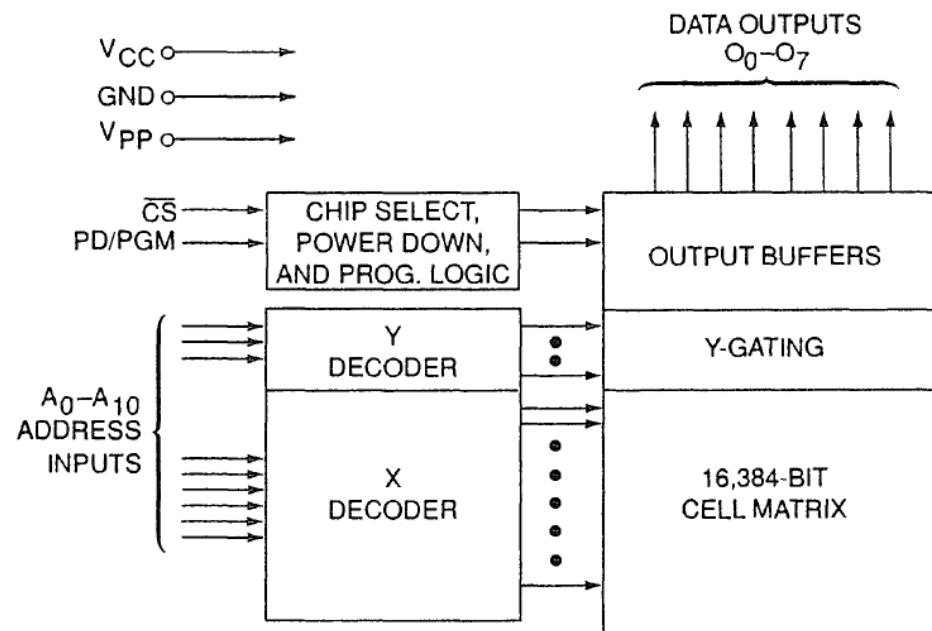 DATA OUTPUTS
O0–O7
VCC
GND
VPP
C̅S̅
PD/PGM
CHIP SELECT,
POWER DOWN,
AND PROG. LOGIC
OUTPUT BUFFERS
Y
DECODER
Y-GATING
A0–A10
ADDRESS
INPUTS
X
DECODER
16,384-BIT
CELL MATRIX